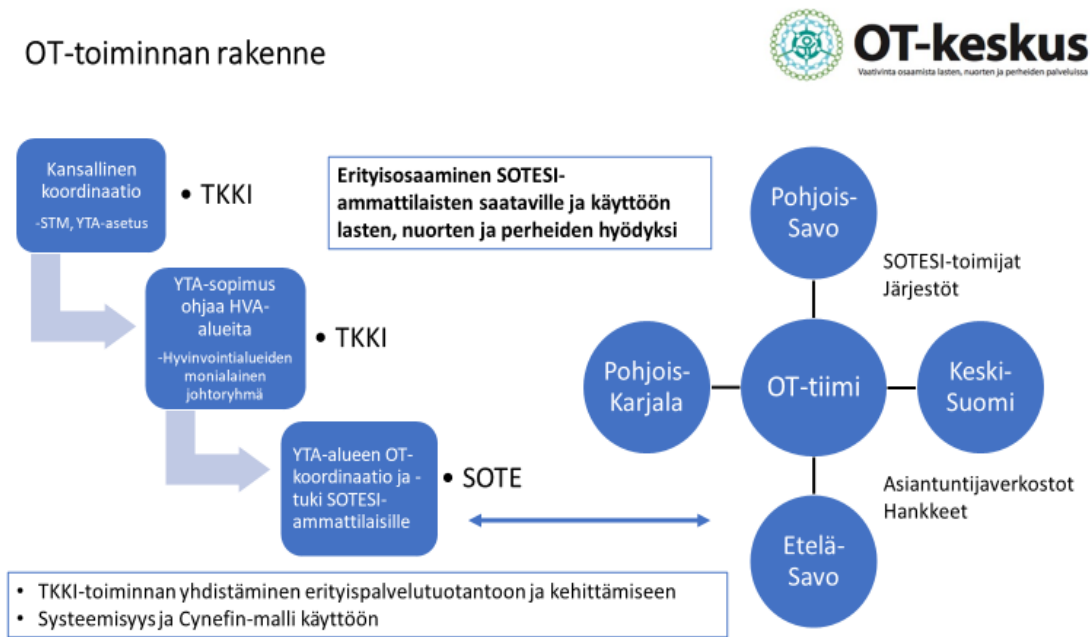 OT-toiminnan rakenne
OT-keskus
Vaativinta osaamista lasten, nuorten ja perheiden palveluissa
Kansallinen
koordinaatio
-STM, YTA-asetus
• TKKI
Erityisosaaminen SOTESI-
ammattilaisten saataville ja käyttöön
lasten, nuorten ja perheiden hyödyksi
YTA-sopimus
ohjaa HVA-
alueita
-Hyvinvointialueiden
monialainen
johtoryhmä
• TKKI
YTA-alueen OT-
koordinaatio ja -
tuki SOTESI-
ammattilaisille
• SOTE
Pohjois-
Savo
SOTESI-toimijat
Järjestöt
Pohjois-
Karjala
OT-tiimi
Keski-
Suomi
Asiantuntijaverkostot
Hankkeet
Etelä-
Savo
• TKKI-toiminnan yhdistäminen erityispalvelutuotantoon ja kehittämiseen
• Systeemisyys ja Cynefin-malli käyttöön